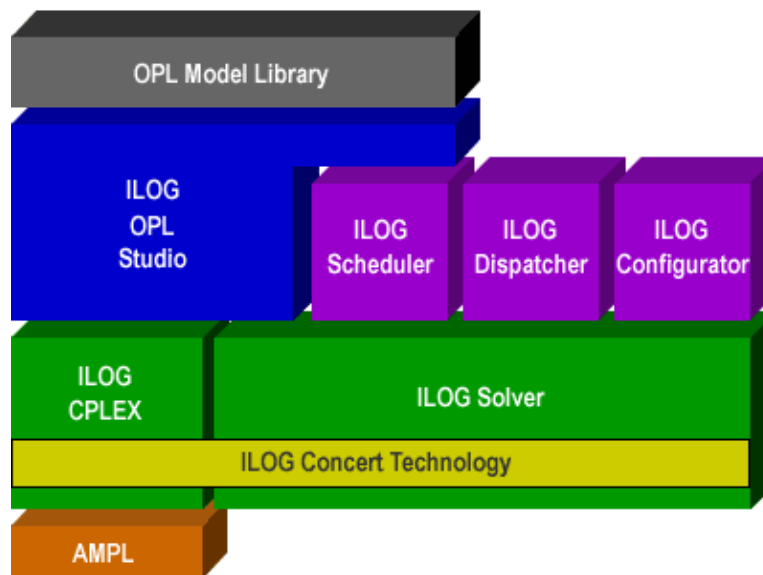 OPL Model Library
ILOG
OPL
Studio
ILOG
Scheduler
ILOG
Dispatcher
ILOG
Configurator
ILOG
CPLEX
ILOG Solver
ILOG Concert Technology
AMPL